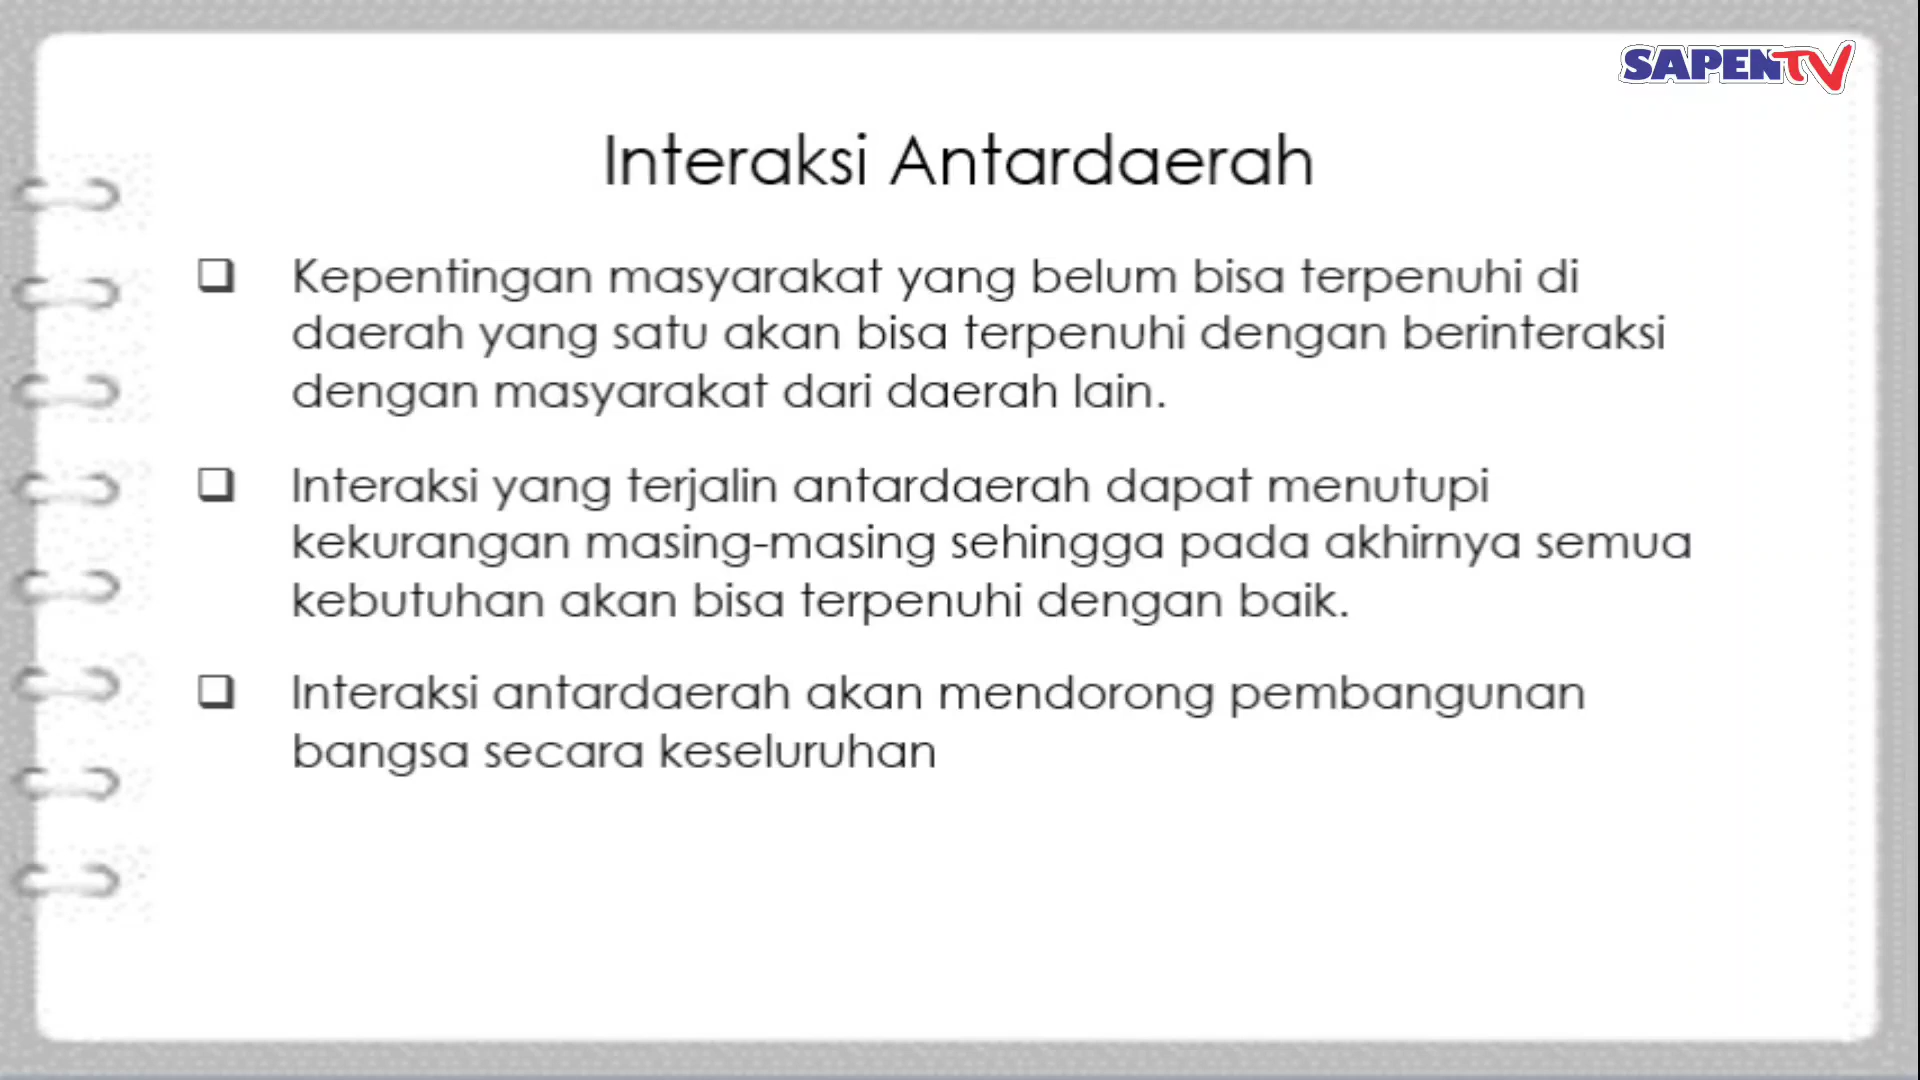 SAPENTV
Interaksi Antardaerah
❑ Kepentingan masyarakat yang belum bisa terpenuhi di
daerah yang satu akan bisa terpenuhi dengan berinteraksi
dengan masyarakat dari daerah lain.
❑ Interaksi yang terjalin antardaerah dapat menutupi
kekurangan masing-masing sehingga pada akhirnya semua
kebutuhan akan bisa terpenuhi dengan baik.
❑ Interaksi antardaerah akan mendorong pembangunan
bangsa secara keseluruhan